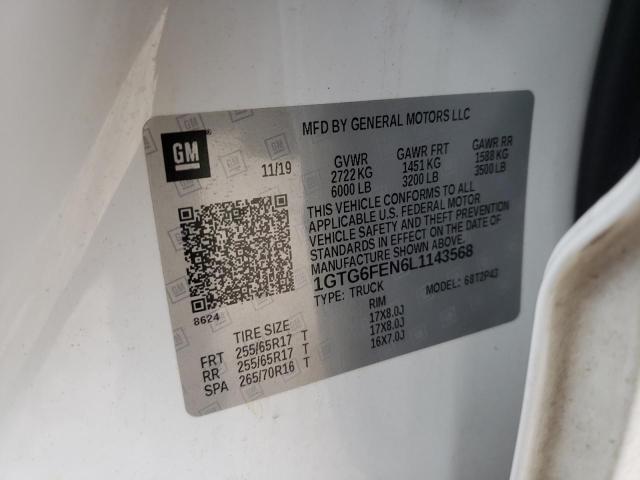 MFD BY GENERAL MOTORS LLC
GM
11/19
GVWR GAWR FRT GAWR RR
2722 KG 1451 KG 1588 KG
6000 LB 3200 LB 3500 LB
THIS VEHICLE CONFORMS TO ALL
APPLICABLE U.S. FEDERAL MOTOR
VEHICLE SAFETY AND THEFT PREVENTION
STANDARDS IN EFFECT ON THE DATE OF
MANUFACTURE SHOWN ABOVE.
1GTG6FEN6L1143568
TYPE: TRUCK MODEL: 6BT2P43
8624
TIRE SIZE RIM
FRT 255/65R17 T 17X8.0J
RR 255/65R17 T 17X8.0J
SPA 265/70R16 T 16X7.0J